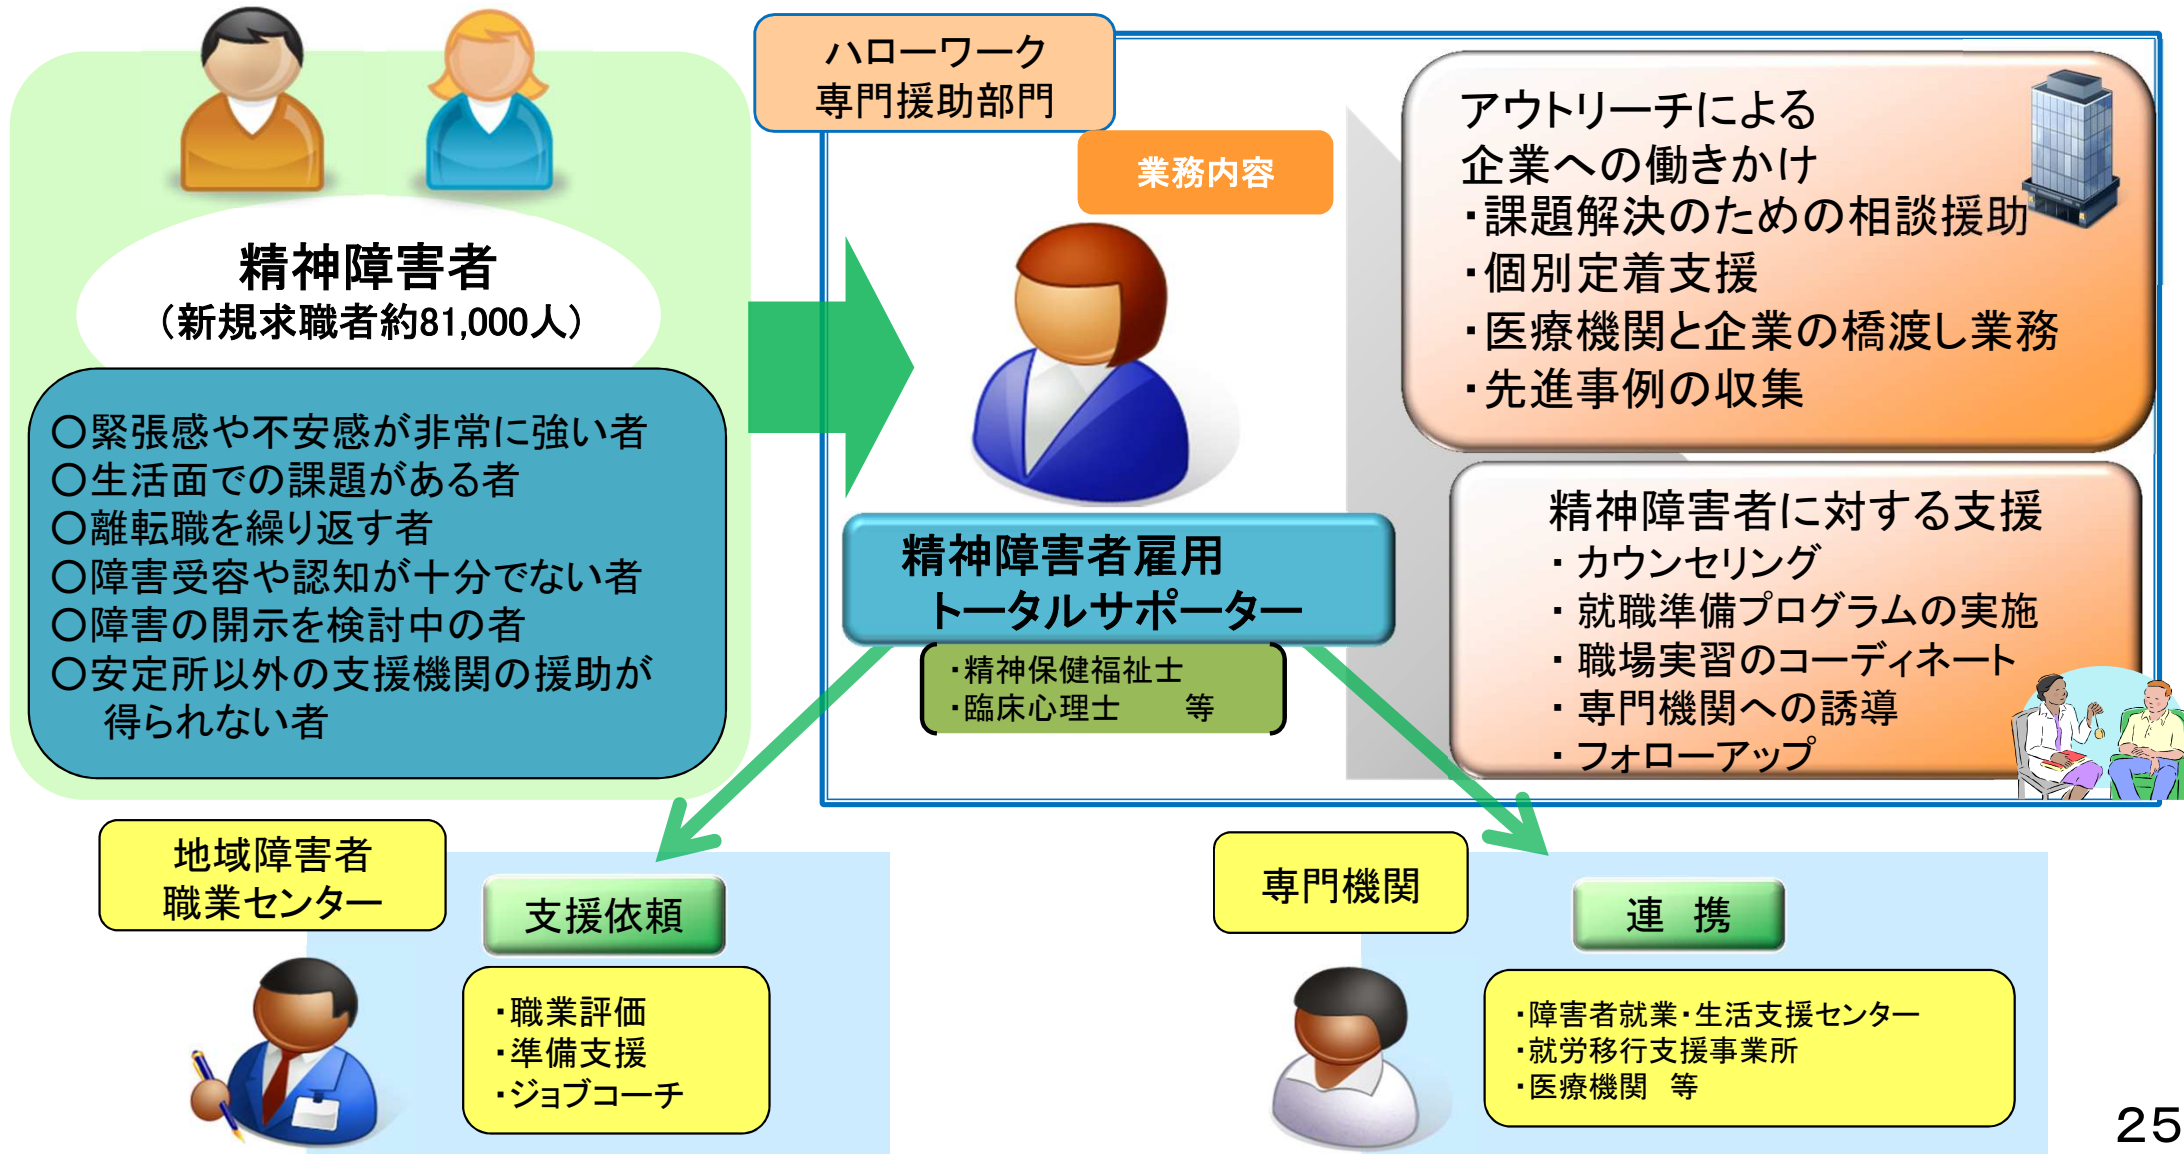 精神障害者
（新規求職者約81,000人）
○緊張感や不安感が非常に強い者
○生活面での課題がある者
○離転職を繰り返す者
○障害受容や認知が十分でない者
○障害の開示を検討中の者
○安定所以外の支援機関の援助が
得られない者
ハローワーク
専門援助部門
業務内容
精神障害者雇用
トータルサポーター
・精神保健福祉士
・臨床心理士　　等
アウトリーチによる
企業への働きかけ
・課題解決のための相談援助
・個別定着支援
・医療機関と企業の橋渡し業務
・先進事例の収集
精神障害者に対する支援
・カウンセリング
・就職準備プログラムの実施
・職場実習のコーディネート
・専門機関への誘導
・フォローアップ
地域障害者
職業センター
支援依頼
・職業評価
・準備支援
・ジョブコーチ
専門機関
連　携
・障害者就業・生活支援センター
・就労移行支援事業所
・医療機関　等
25